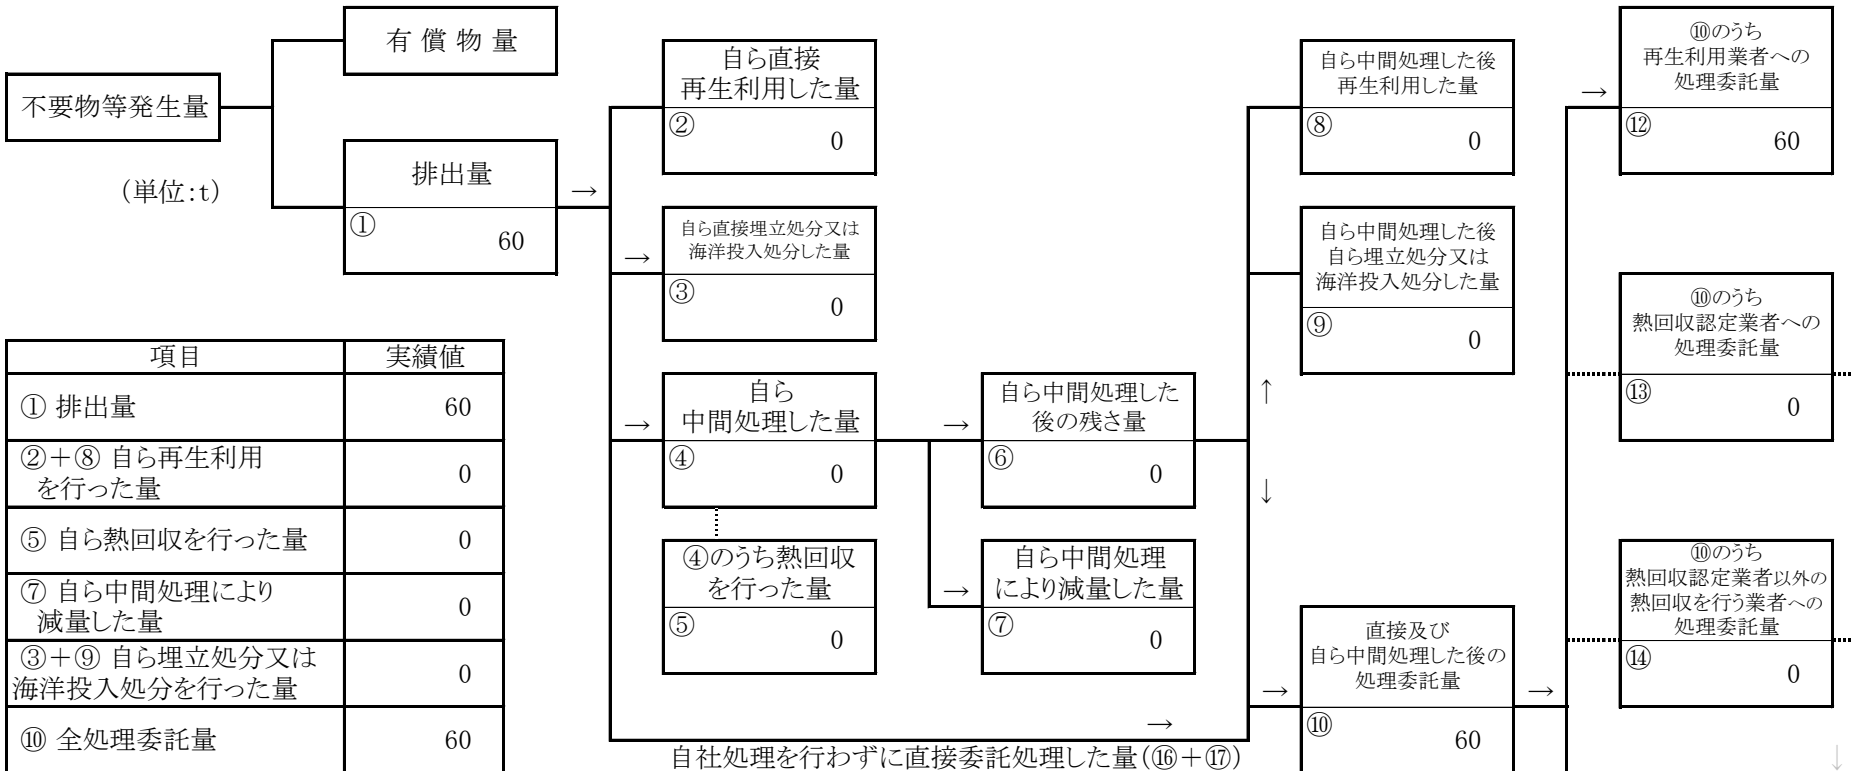 有 償 物 量
不要物等発生量
（単位：t）
排出量
→
①
60
自ら直接
再生利用した量
②
0
自ら直接埋立処分又は
海洋投入処分した量
→
③
0
自ら
中間処理した量
→
④
0
④のうち熱回収
を行った量
⑤
0
自ら中間処理した
後の残さ量
→
⑥
0
自ら中間処理
により減量した量
→
⑦
0
自ら中間処理した後
再生利用した量
⑧
0
自ら中間処理した後
自ら埋立処分又は
海洋投入処分した量
⑨
0
↑
↓
直接及び
自ら中間処理した後の
処理委託量
→
⑩
60
→
→
自社処理を行わずに直接委託処理した量(⑯＋⑰)
⑩のうち
再生利用業者への
処理委託量
→
⑫
60
⑩のうち
熱回収認定業者への
処理委託量
⑬
0
⑩のうち
熱回収認定業者以外の
熱回収を行う業者への
処理委託量
⑭
0
↓
項目 実績値
① 排出量 60
②＋⑧ 自ら再生利用
を行った量 0
⑤ 自ら熱回収を行った量 0
⑦ 自ら中間処理により
減量した量 0
③＋⑨ 自ら埋立処分又は
海洋投入処分を行った量 0
⑩ 全処理委託量 60